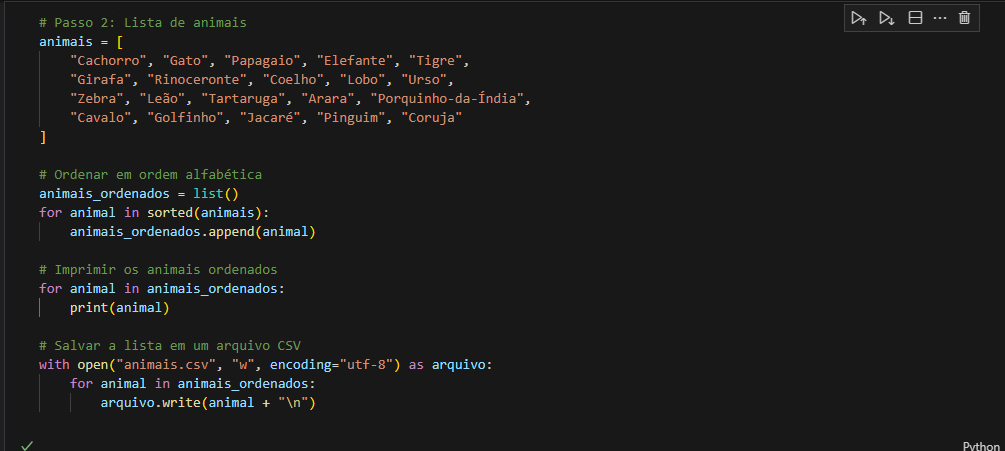 # Passo 2: Lista de animais
animais = [
    "Cachorro", "Gato", "Papagaio", "Elefante", "Tigre",
    "Girafa", "Rinoceronte", "Coelho", "Lobo", "Urso",
    "Zebra", "Leão", "Tartaruga", "Arara", "Porquinho-da-Índia",
    "Cavalo", "Golfinho", "Jacaré", "Pinguim", "Coruja"
]
# Ordenar em ordem alfabética
animais_ordenados = list()
for animal in sorted(animais):
    animais_ordenados.append(animal)
# Imprimir os animais ordenados
for animal in animais_ordenados:
    print(animal)
# Salvar a lista em um arquivo CSV
with open("animais.csv", "w", encoding="utf-8") as arquivo:
    for animal in animais_ordenados:
        arquivo.write(animal + "\n")
Python